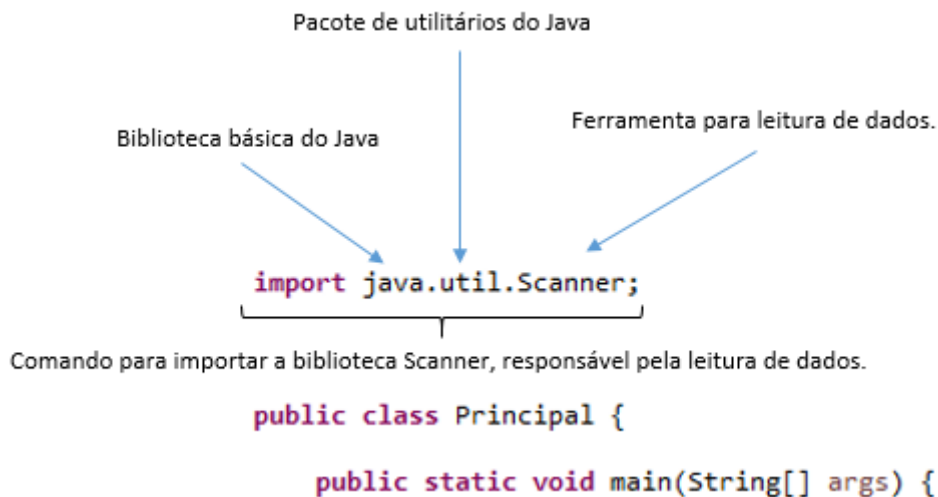 Pacote de utilitários do Java
Biblioteca básica do Java
Ferramenta para leitura de dados.
import java.util.Scanner;
Comando para importar a biblioteca Scanner, responsável pela leitura de dados.
public class Principal {
public static void main(String[] args) {